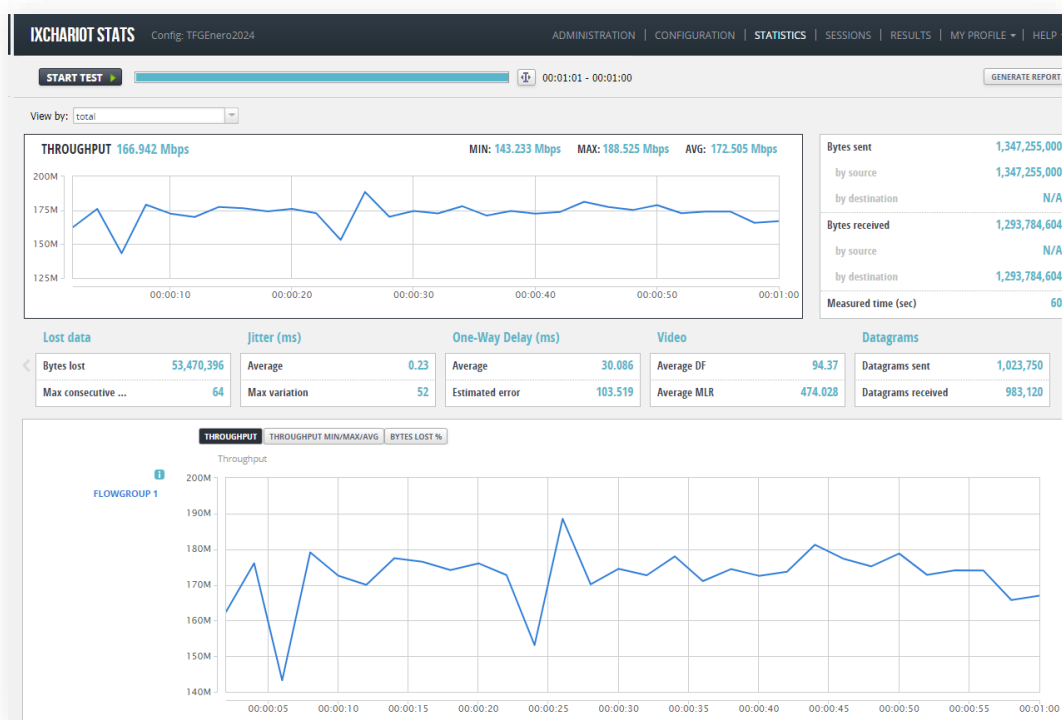 IXCHARIOT STATS Config: TFGEnero2024 ADMINISTRATION | CONFIGURATION | STATISTICS | SESSIONS | RESULTS | MY PROFILE | HELP
START TEST 00:01:01 - 00:01:00 GENERATE REPORT
View by: total
THROUGHPUT 166.942 Mbps MIN: 143.233 Mbps MAX: 188.525 Mbps AVG: 172.505 Mbps
200M
175M
150M
125M
00:00:10 00:00:20 00:00:30 00:00:40 00:00:50 00:01:00
Bytes sent 1,347,255,000
by source 1,347,255,000
by destination N/A
Bytes received 1,293,784,604
by source N/A
by destination 1,293,784,604
Measured time (sec) 60
Lost data
Bytes lost 53,470,396
Max consecutive ... 64
Jitter (ms)
Average 0.23
Max variation 52
One-Way Delay (ms)
Average 30.086
Estimated error 103.519
Video
Average DF 94.37
Average MLR 474.028
Datagrams
Datagrams sent 1,023,750
Datagrams received 983,120
THROUGHPUT THROUGHPUT MIN/MAX/AVG BYTES LOST %
Throughput
FLOWGROUP 1
200M
190M
180M
170M
160M
150M
140M
00:00:05 00:00:10 00:00:15 00:00:20 00:00:25 00:00:30 00:00:35 00:00:40 00:00:45 00:00:50 00:00:55 00:01:00